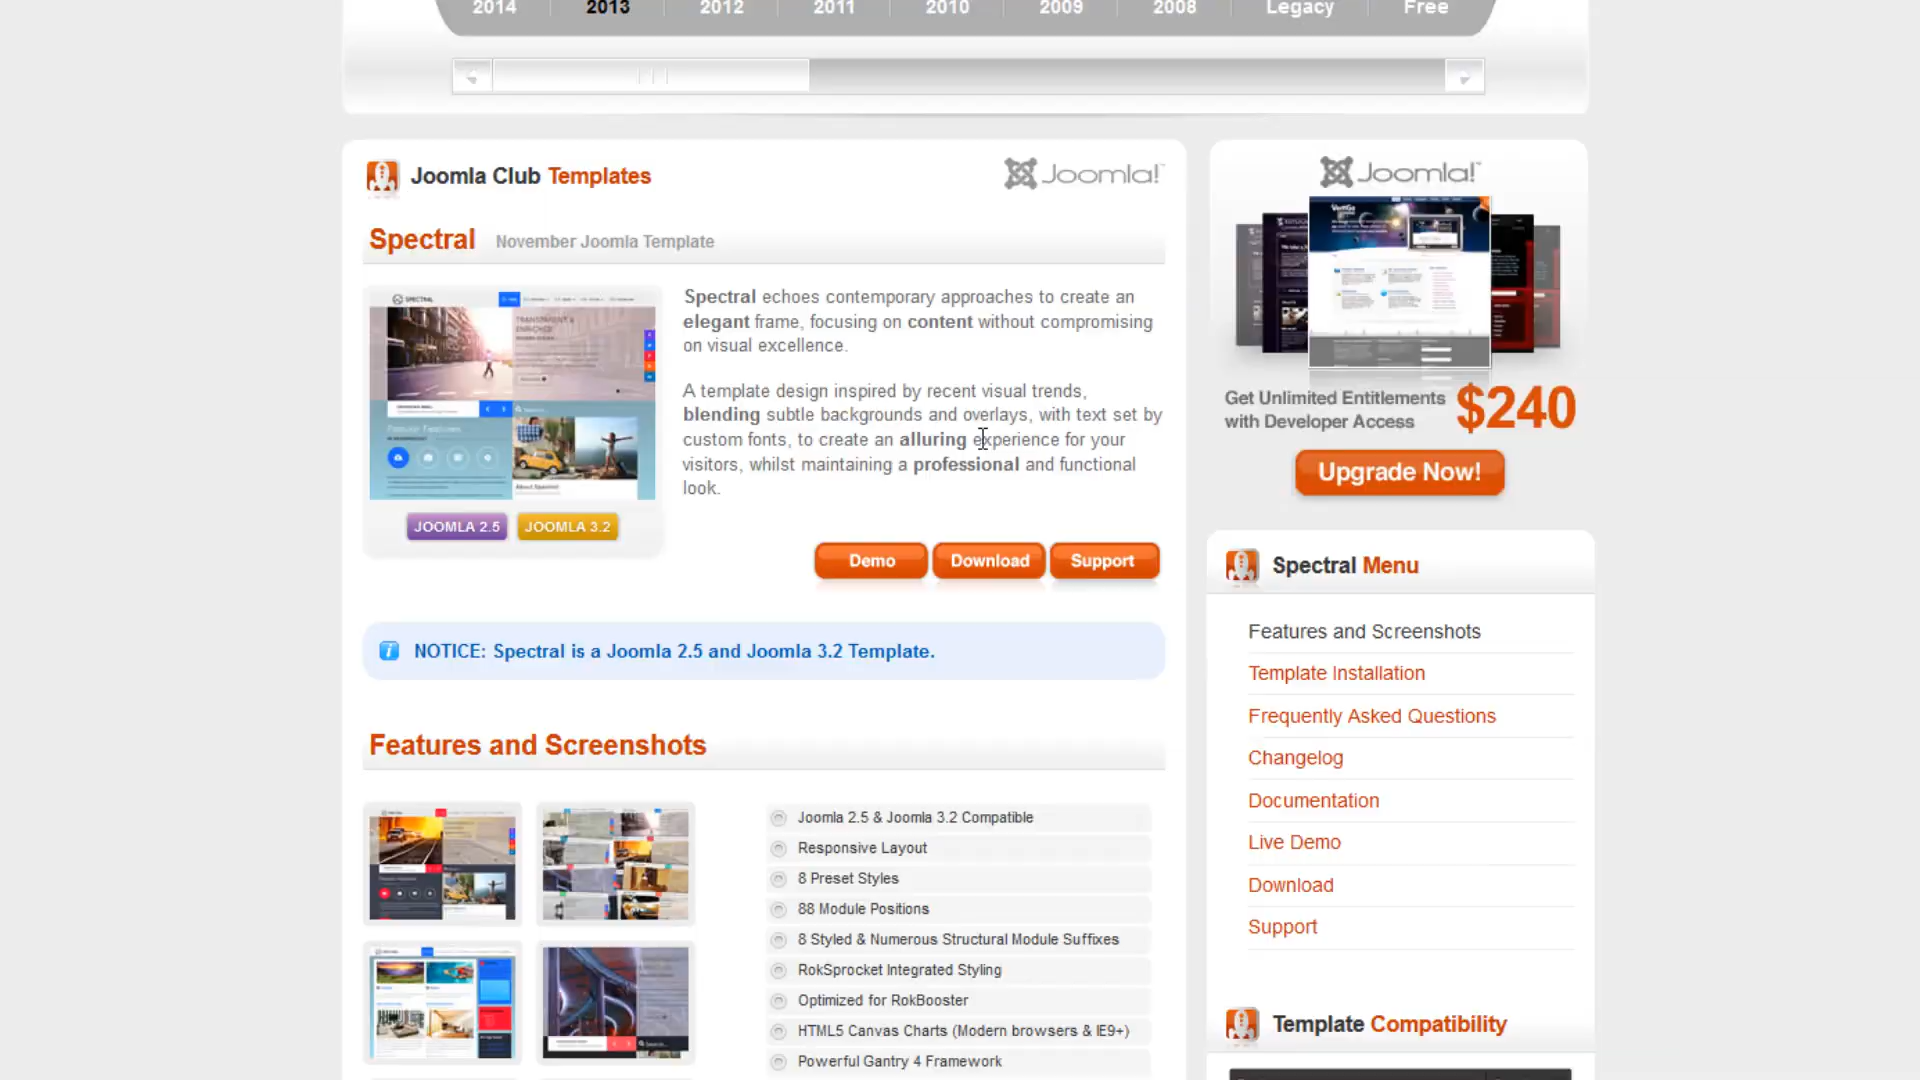 2014 2013 2012 2011 2010 2009 2008 Legacy Free
Joomla Club Templates
Joomla!™
Spectral November Joomla Template
SPECTRAL
Spectral echoes contemporary approaches to create an
elegant frame, focusing on content without compromising
on visual excellence.
A template design inspired by recent visual trends,
blending subtle backgrounds and overlays, with text set by
custom fonts, to create an alluring experience for your
visitors, whilst maintaining a professional and functional
look.
JOOMLA 2.5 JOOMLA 3.2
Demo Download Support
NOTICE: Spectral is a Joomla 2.5 and Joomla 3.2 Template.
Features and Screenshots
Joomla 2.5 & Joomla 3.2 Compatible
Responsive Layout
8 Preset Styles
88 Module Positions
8 Styled & Numerous Structural Module Suffixes
RokSprocket Integrated Styling
Optimized for RokBooster
HTML5 Canvas Charts (Modern browsers & IE9+)
Powerful Gantry 4 Framework
Joomla!™
Get Unlimited Entitlements
with Developer Access
$240
Upgrade Now!
Spectral Menu
Features and Screenshots
Template Installation
Frequently Asked Questions
Changelog
Documentation
Live Demo
Download
Support
Template Compatibility